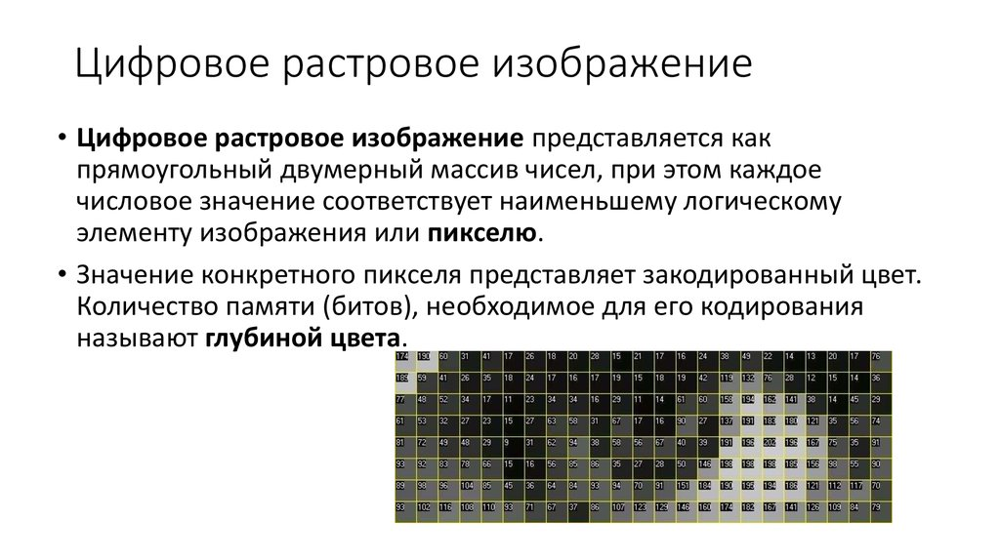 Цифровое растровое изображение
• Цифровое растровое изображение представляется как
прямоугольный двумерный массив чисел, при этом каждое
числовое значение соответствует наименьшему логическому
элементу изображения или пикселю.
• Значение конкретного пикселя представляет закодированный цвет.
Количество памяти (битов), необходимое для его кодирования
называют глубиной цвета.
174 190 60 31 41 17 26 18 20 28 15 21 17 16 24 38 49 22 14 13 20 17 76
189 59 41 26 35 18 24 17 16 17 19 15 18 19 42 119 132 76 28 12 15 14 36
77 48 52 34 17 11 23 34 34 16 29 11 14 61 60 158 194 162 141 38 14 45 29
61 53 32 27 23 15 27 63 58 31 67 17 16 90 27 137 191 183 180 121 35 56 74
81 72 49 48 29 9 31 62 94 38 58 56 67 40 39 191 196 202 196 167 75 35 91
93 92 83 78 66 15 16 56 85 86 35 27 28 50 146 198 198 198 185 156 98 55 90
89 98 96 104 85 45 36 64 84 93 94 70 91 151 184 190 195 194 186 121 112 117 70
93 102 116 108 110 93 71 67 37 86 107 123 129 146 160 174 182 167 141 126 109 84 79